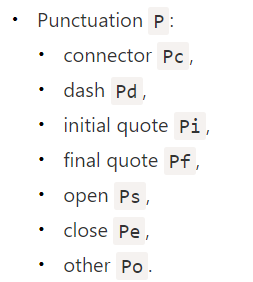 • Punctuation P:
• connector Pc,
• dash Pd,
• initial quote Pi,
• final quote Pf,
• open Ps,
• close Pe,
• other Po.